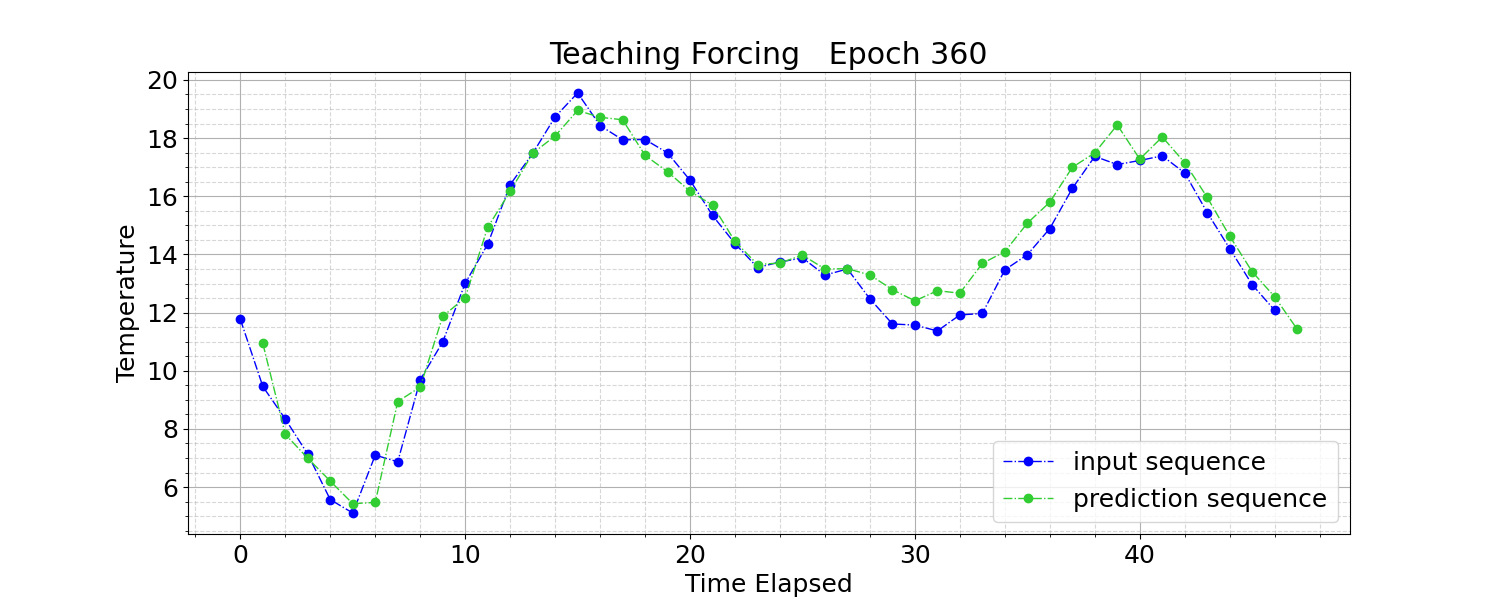 Teaching Forcing   Epoch 360
20
18
16
14
12
10
8
6
Temperature
0 10 20 30 40
Time Elapsed
input sequence
prediction sequence